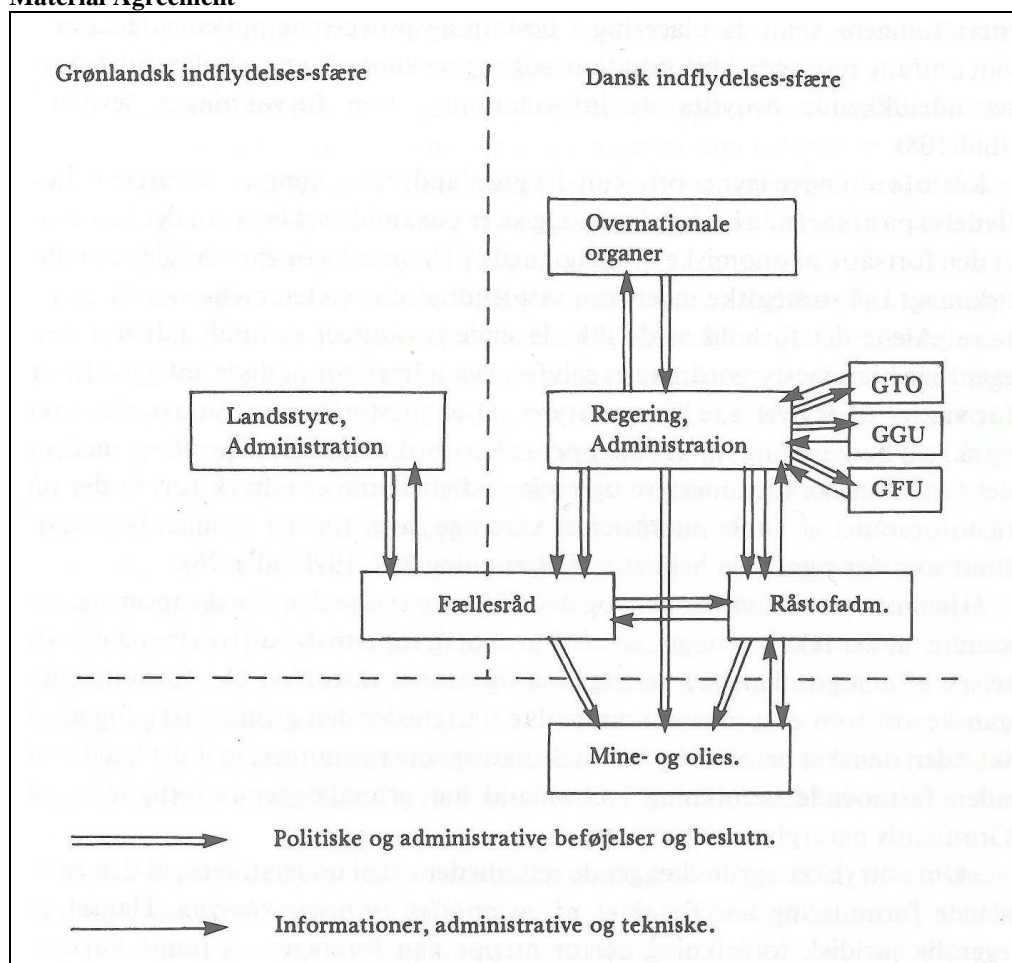 Material Agreement
Grønlandsk indflydelses-sfære
Dansk indflydelses-sfære
Overnationale
organer
Landsstyre,
Administration
Regering,
Administration
GTO
GGU
GFU
Fællesråd
Råstofadm.
Mine- og olies.
Politiske og administrative beføjelser og beslutn.
Informationer, administrative og tekniske.